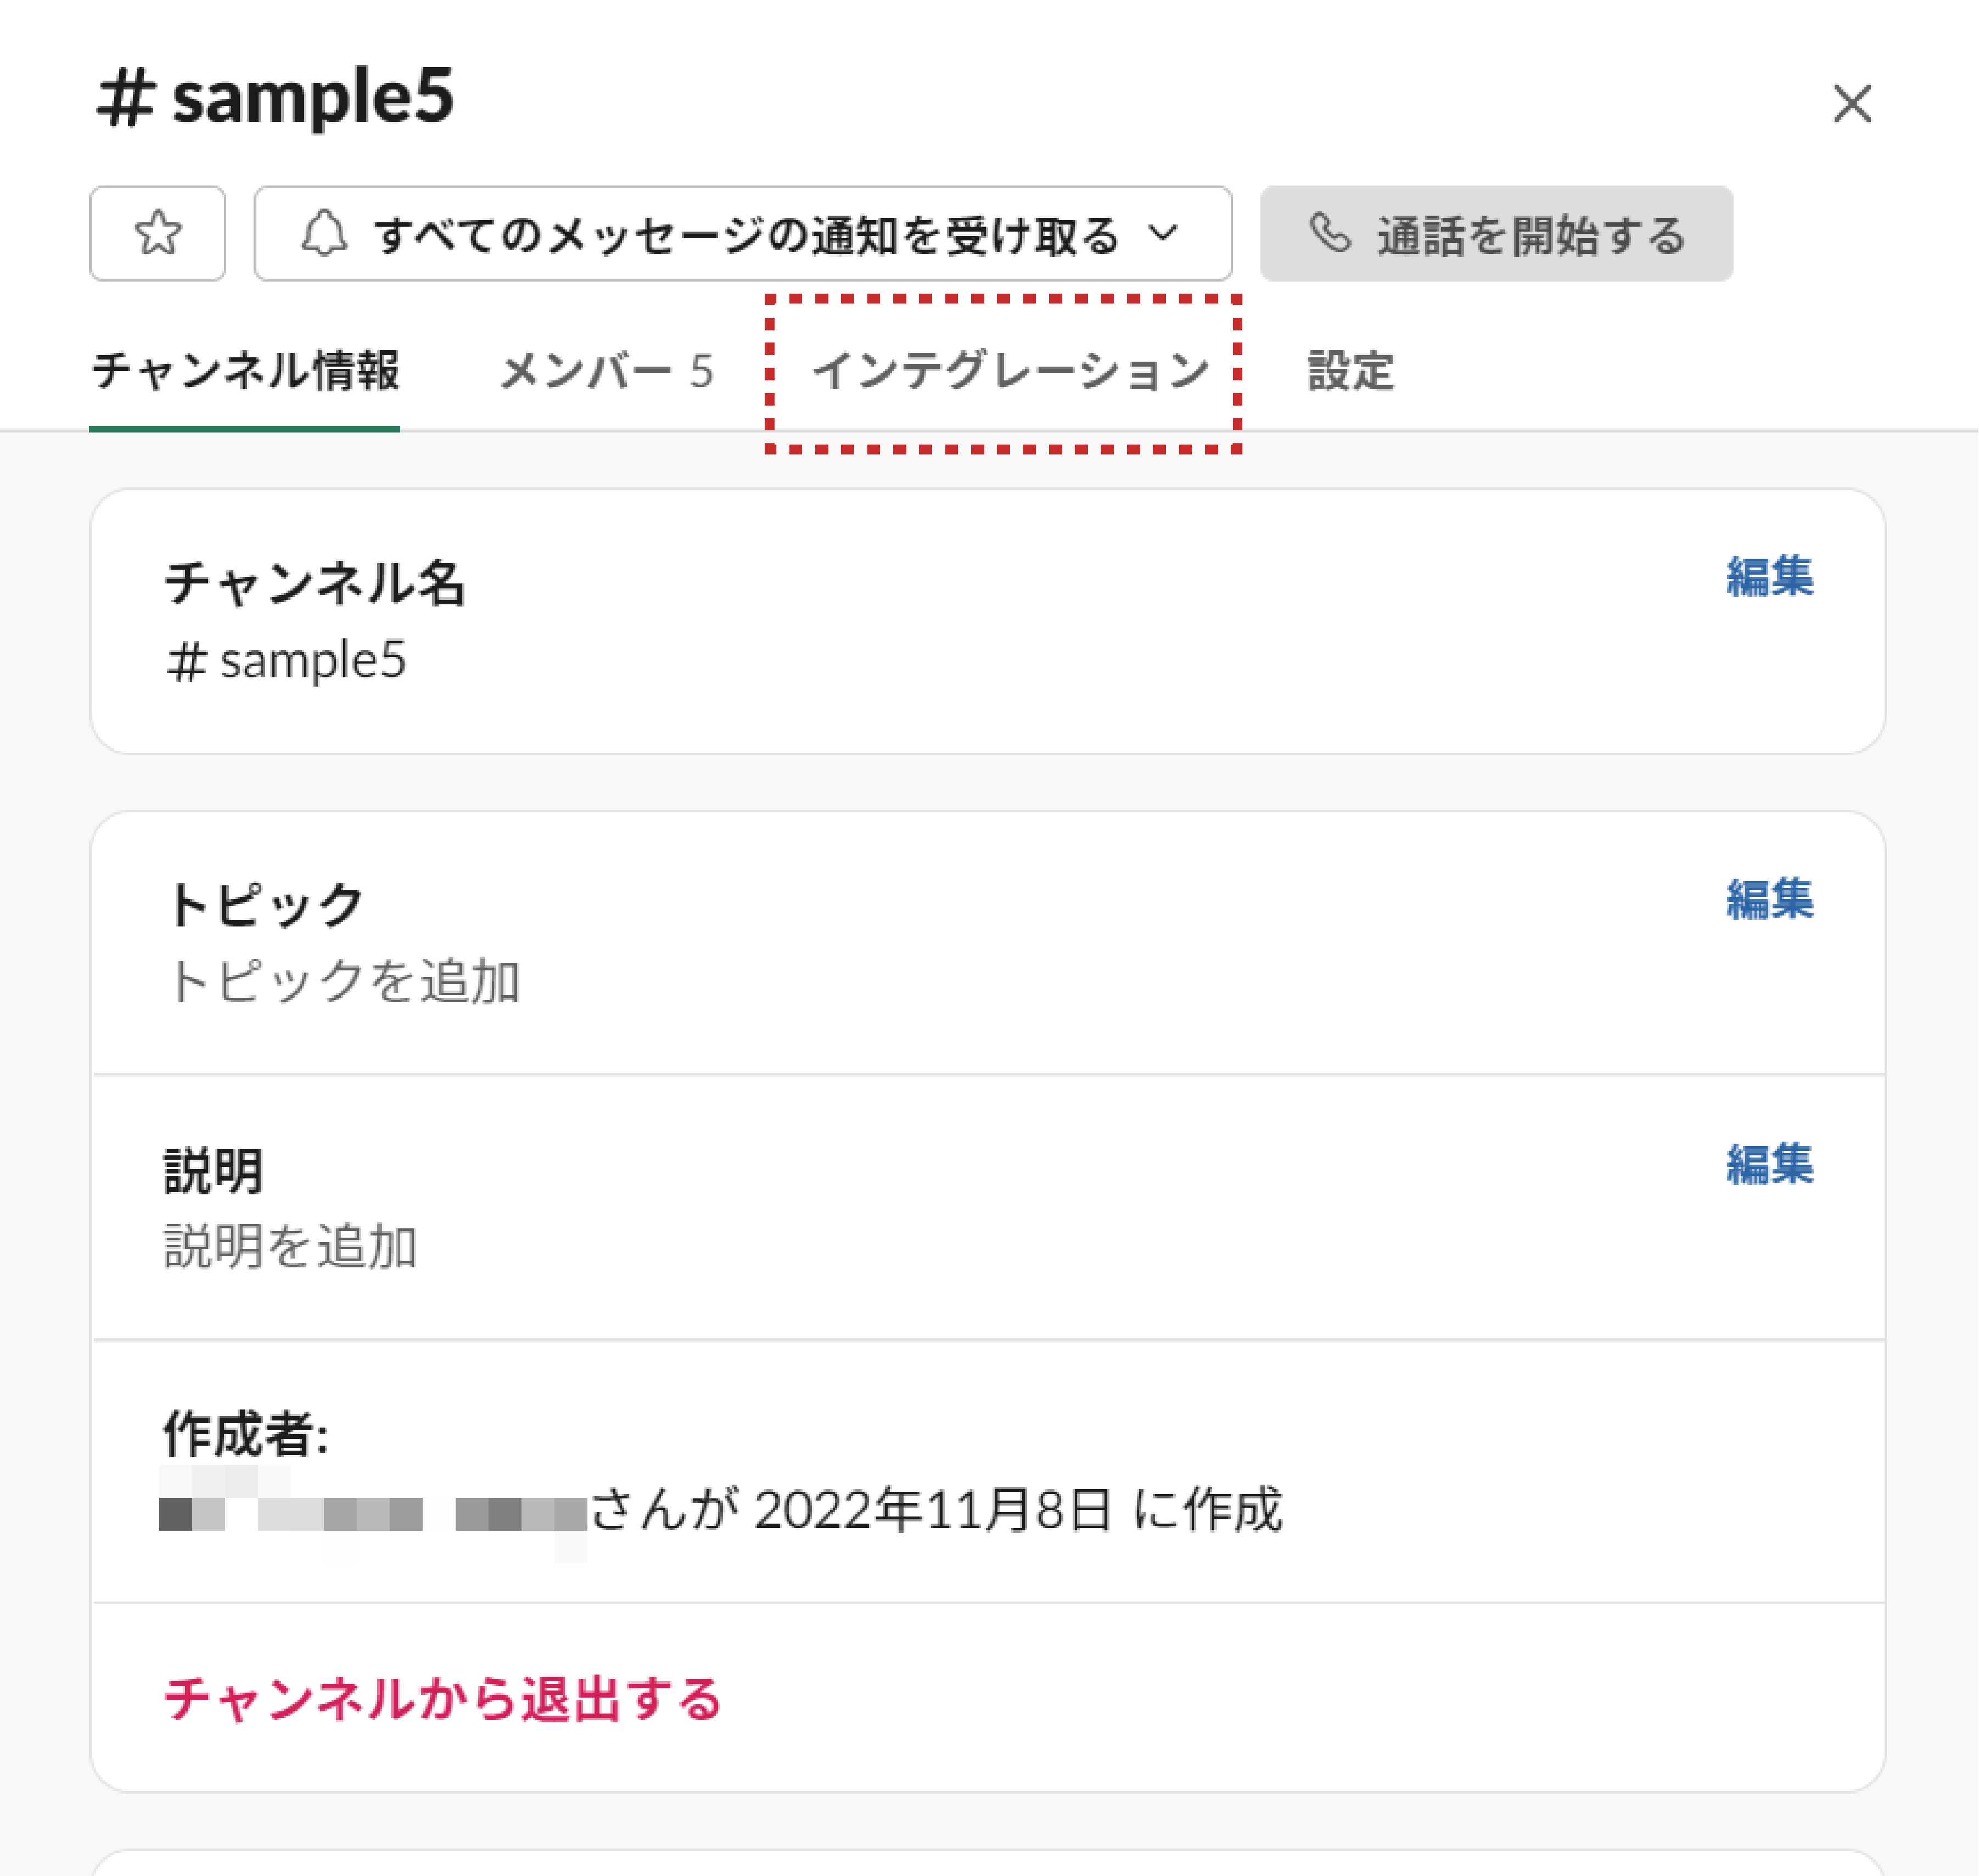 # sample5
すべてのメッセージの通知を受け取る 通話を開始する
チャンネル情報 メンバー 5 インテグレーション 設定
チャンネル名 編集
# sample5
トピック 編集
トピックを追加
説明 編集
説明を追加
作成者:
さんが 2022年11月8日 に作成
チャンネルから退出する